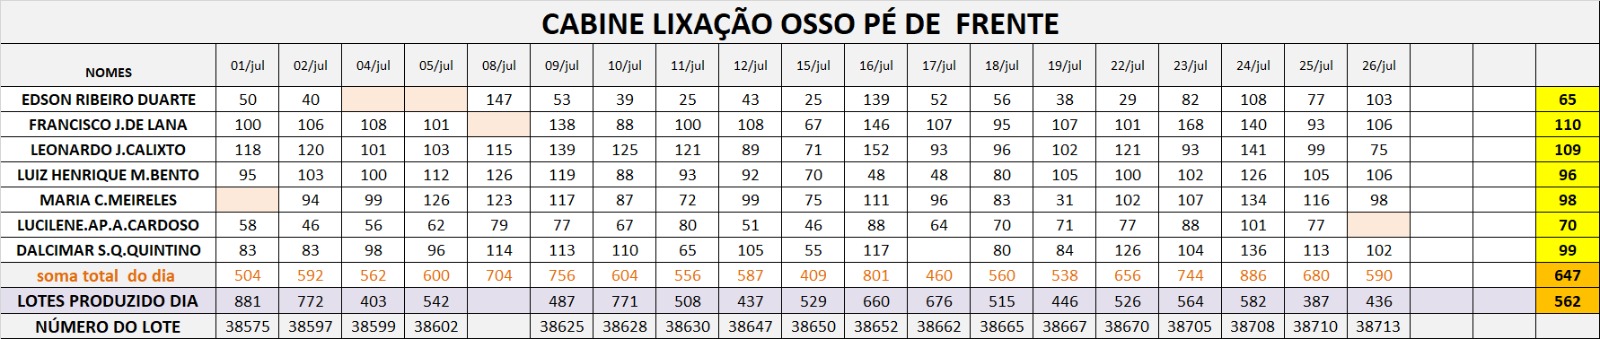 CABINE LIXAÇÃO OSSO PÉ DE FRENTE
NOMES 01/jul 02/jul 04/jul 05/jul 08/jul 09/jul 10/jul 11/jul 12/jul 15/jul 16/jul 17/jul 18/jul 19/jul 22/jul 23/jul 24/jul 25/jul 26/jul
EDSON RIBEIRO DUARTE 50 40 147 53 39 25 43 25 139 52 56 38 29 82 108 77 103 65
FRANCISCO J.DE LANA 100 106 108 101 138 88 100 108 67 146 107 95 107 101 168 140 93 106 110
LEONARDO J.CALIXTO 118 120 101 103 115 139 125 121 89 71 152 93 96 102 121 93 141 99 75 109
LUIZ HENRIQUE M.BENTO 95 103 100 112 126 119 88 93 92 70 48 48 80 105 100 102 126 105 106 96
MARIA C.MEIRELES 94 99 126 123 117 87 72 99 75 111 96 83 31 102 107 134 116 98 98
LUCILENE.AP.A.CARDOSO 58 46 56 62 79 77 67 80 51 46 88 64 70 71 77 88 101 77 70
DALCIMAR S.Q.QUINTINO 83 83 98 96 114 113 110 65 105 55 117 80 84 126 104 136 113 102 99
soma total do dia 504 592 562 600 704 756 604 556 587 409 801 460 560 538 656 744 886 680 590 647
LOTES PRODUZIDO DIA 881 772 403 542 487 771 508 437 529 660 676 515 446 526 564 582 387 436 562
NÚMERO DO LOTE 38575 38597 38599 38602 38625 38628 38630 38647 38650 38652 38662 38665 38667 38670 38705 38708 38710 38713